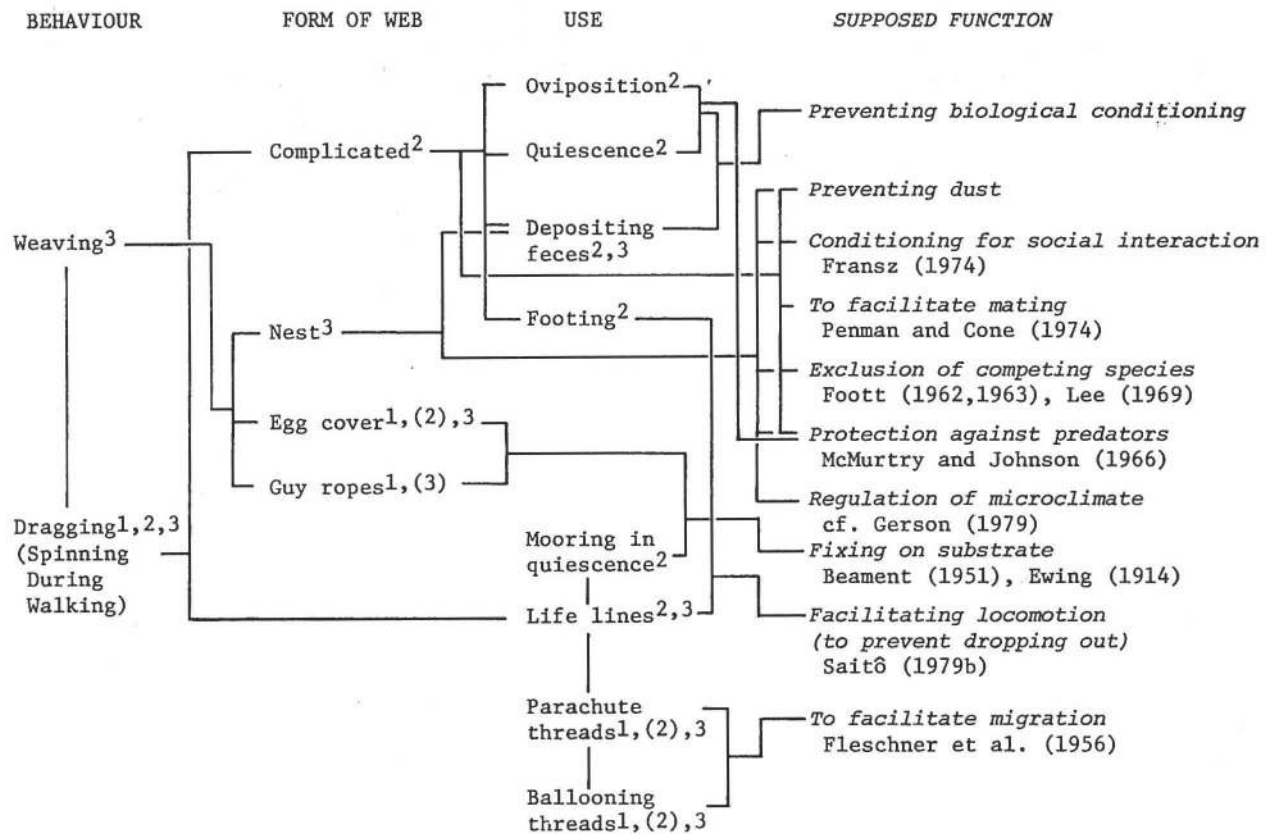 BEHAVIOUR FORM OF WEB USE SUPPOSED FUNCTION
Oviposition2
Preventing biological conditioning
Complicated2
Quiescence2
Preventing dust
Weaving3
Depositing
feces2,3
Conditioning for social interaction
Fransz (1974)
Nest3
Footing2
To facilitate mating
Penman and Cone (1974)
Exclusion of competing species
Foott (1962,1963), Lee (1969)
Egg cover1,(2),3
Protection against predators
McMurtry and Johnson (1966)
Guy ropes1,(3)
Regulation of microclimate
cf. Gerson (1979)
Dragging1,2,3
(Spinning
During
Walking)
Mooring in
quiescence2
Fixing on substrate
Beament (1951), Ewing (1914)
Life lines2,3
Facilitating locomotion
(to prevent dropping out)
Saitô (1979b)
Parachute
threads1,(2),3
To facilitate migration
Fleschner et al. (1956)
Ballooning
threads1,(2),3